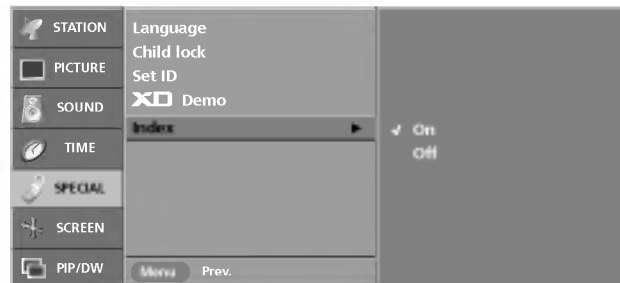 STATION
PICTURE
SOUND
TIME
SPECIAL
SCREEN
PIP/DW
Language
Child lock
Set ID
XD Demo
Index
Menu Prev.
On
Off